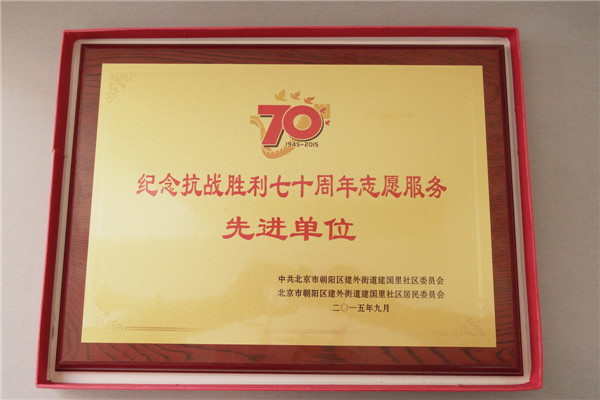 70
1945-2015
纪念抗战胜利七十周年志愿服务
先进单位
中共北京市朝阳区建外街道建国里社区委员会
北京市朝阳区建外街道建国里社区居民委员会
二〇一五年九月